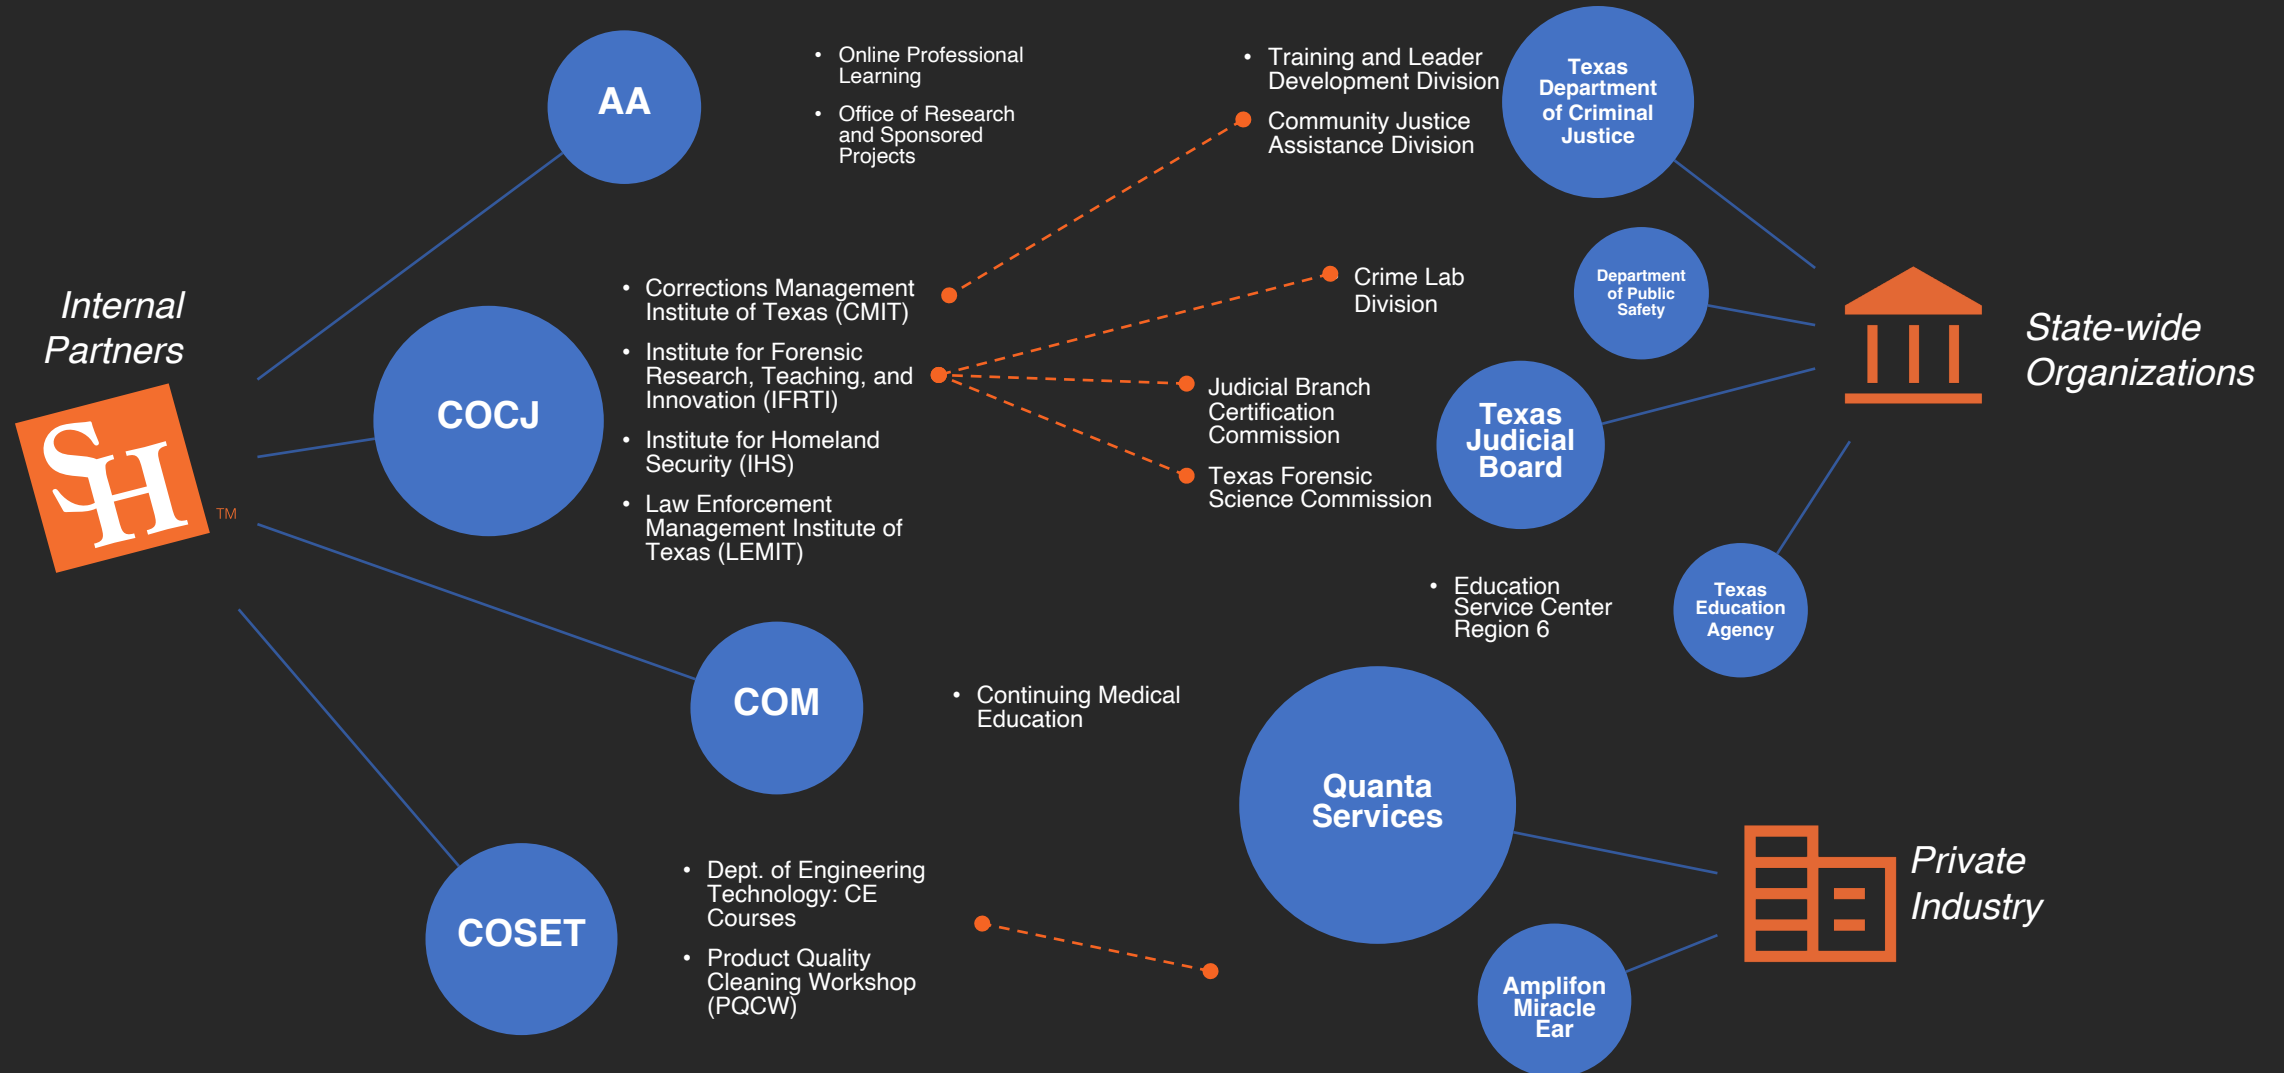 Internal
Partners
SH
TM
AA
• Online Professional
Learning
• Office of Research
and Sponsored
Projects
COCJ
• Corrections Management
Institute of Texas (CMIT)
• Institute for Forensic
Research, Teaching, and
Innovation (IFRTI)
• Institute for Homeland
Security (IHS)
• Law Enforcement
Management Institute of
Texas (LEMIT)
COM
• Continuing Medical
Education
COSET
• Dept. of Engineering
Technology: CE
Courses
• Product Quality
Cleaning Workshop
(PQCW)
• Training and Leader
Development Division
Community Justice
Assistance Division
Texas
Department
of Criminal
Justice
Crime Lab
Division
Department
of Public
Safety
Judicial Branch
Certification
Commission
Texas Forensic
Science Commission
Texas
Judicial
Board
• Education
Service Center
Region 6
Texas
Education
Agency
State-wide
Organizations
Quanta
Services
Amplifon
Miracle
Ear
Private
Industry